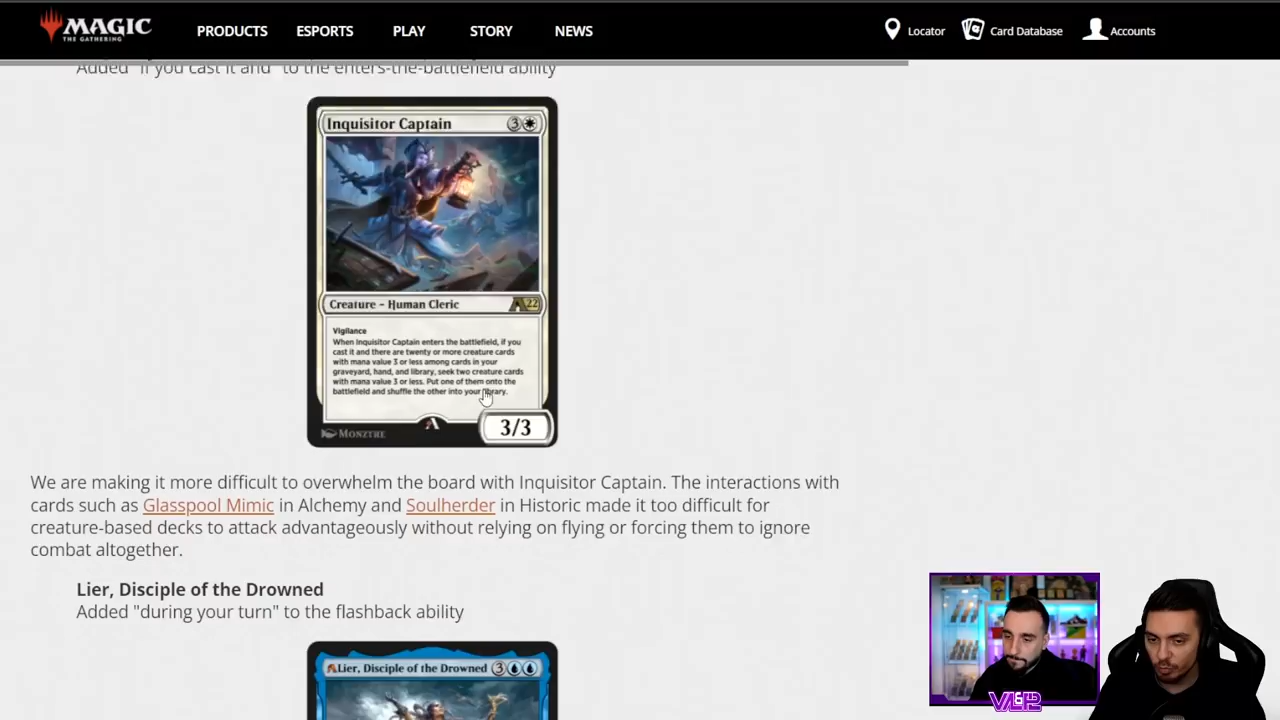 MAGIC
THE GATHERING
PRODUCTS
ESPORTS
PLAY
STORY
NEWS
Locator
Card Database
Accounts
Added "if you cast it and" to the enters-the-battlefield ability
Inquisitor Captain 3
Creature – Human Cleric
A22
Vigilance
When Inquisitor Captain enters the battlefield, if you
cast it and there are twenty or more creature cards
with mana value 3 or less among cards in your
graveyard, hand, and library, seek two creature cards
with mana value 3 or less. Put one of them onto the
battlefield and shuffle the other into your library.
3/3
Monztre
We are making it more difficult to overwhelm the board with Inquisitor Captain. The interactions with
cards such as Glasspool Mimic in Alchemy and Soulherder in Historic made it too difficult for
creature-based decks to attack advantageously without relying on flying or forcing them to ignore
combat altogether.
Lier, Disciple of the Drowned
Added "during your turn" to the flashback ability
Lier, Disciple of the Drowned 3